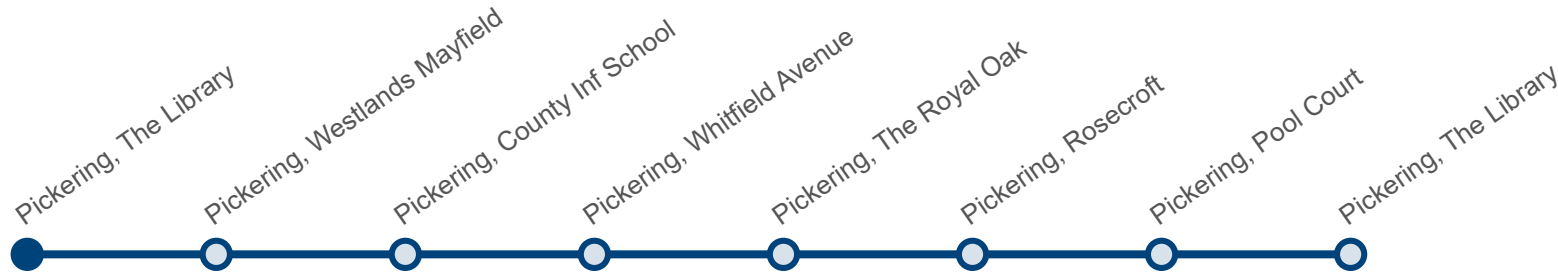 Pickering, The Library
Pickering, Westlands Mayfield
Pickering, County Inf School
Pickering, Whitfield Avenue
Pickering, The Royal Oak
Pickering, Rosecroft
Pickering, Pool Court
Pickering, The Library